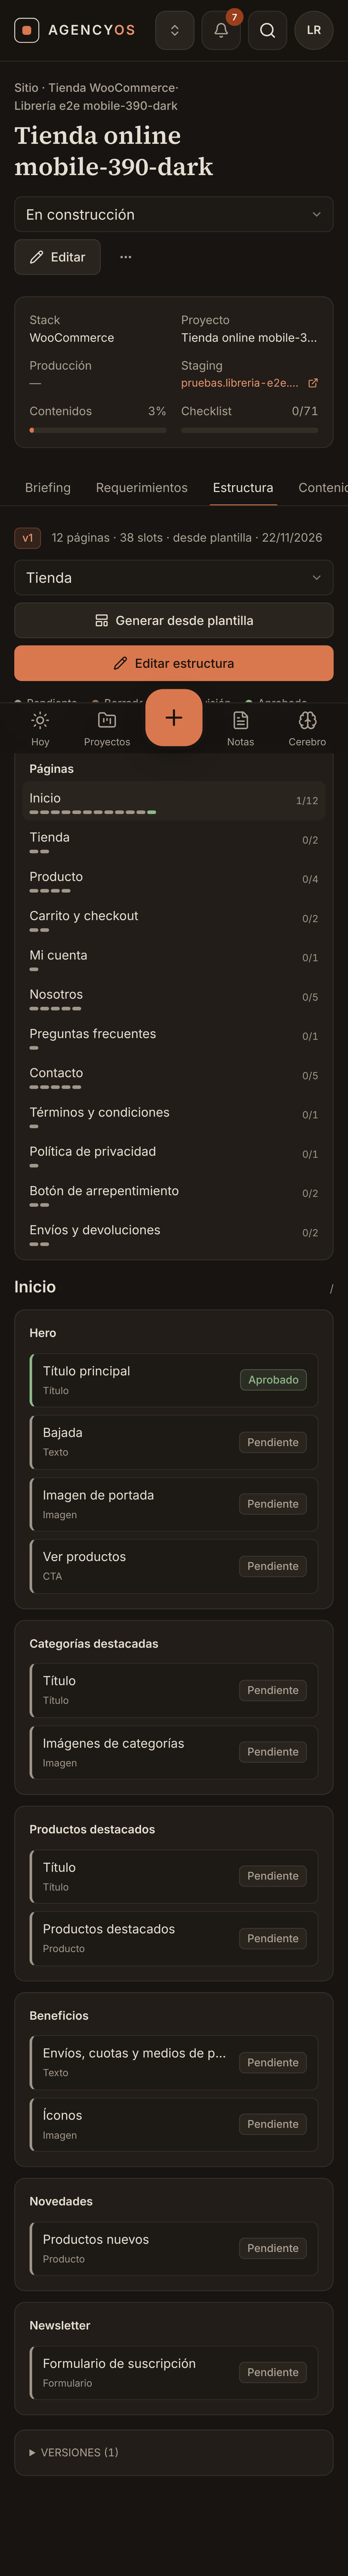 AGENCYOS
7
LR
Sitio · Tienda WooCommerce·
Librería e2e mobile-390-dark
Tienda online
mobile-390-dark
En construcción
Editar
Stack
WooCommerce
Proyecto
Tienda online mobile-3...
Producción
—
Staging
pruebas.libreria-e2e....
Contenidos 3%
Checklist 0/71
Briefing Requerimientos Estructura Contenic
v1 12 páginas · 38 slots · desde plantilla · 22/11/2026
Tienda
Generar desde plantilla
Editar estructura
Hoy Proyectos Notas Cerebro
Páginas
Inicio 1/12
Tienda 0/2
Producto 0/4
Carrito y checkout 0/2
Mi cuenta 0/1
Nosotros 0/5
Preguntas frecuentes 0/1
Contacto 0/5
Términos y condiciones 0/1
Política de privacidad 0/1
Botón de arrepentimiento 0/2
Envíos y devoluciones 0/2
Inicio /
Hero
Título principal Aprobado
Título
Bajada Pendiente
Texto
Imagen de portada Pendiente
Imagen
Ver productos Pendiente
CTA
Categorías destacadas
Título Pendiente
Título
Imágenes de categorías Pendiente
Imagen
Productos destacados
Título Pendiente
Título
Productos destacados Pendiente
Producto
Beneficios
Envíos, cuotas y medios de p... Pendiente
Texto
Íconos Pendiente
Imagen
Novedades
Productos nuevos Pendiente
Producto
Newsletter
Formulario de suscripción Pendiente
Formulario
VERSIONES (1)